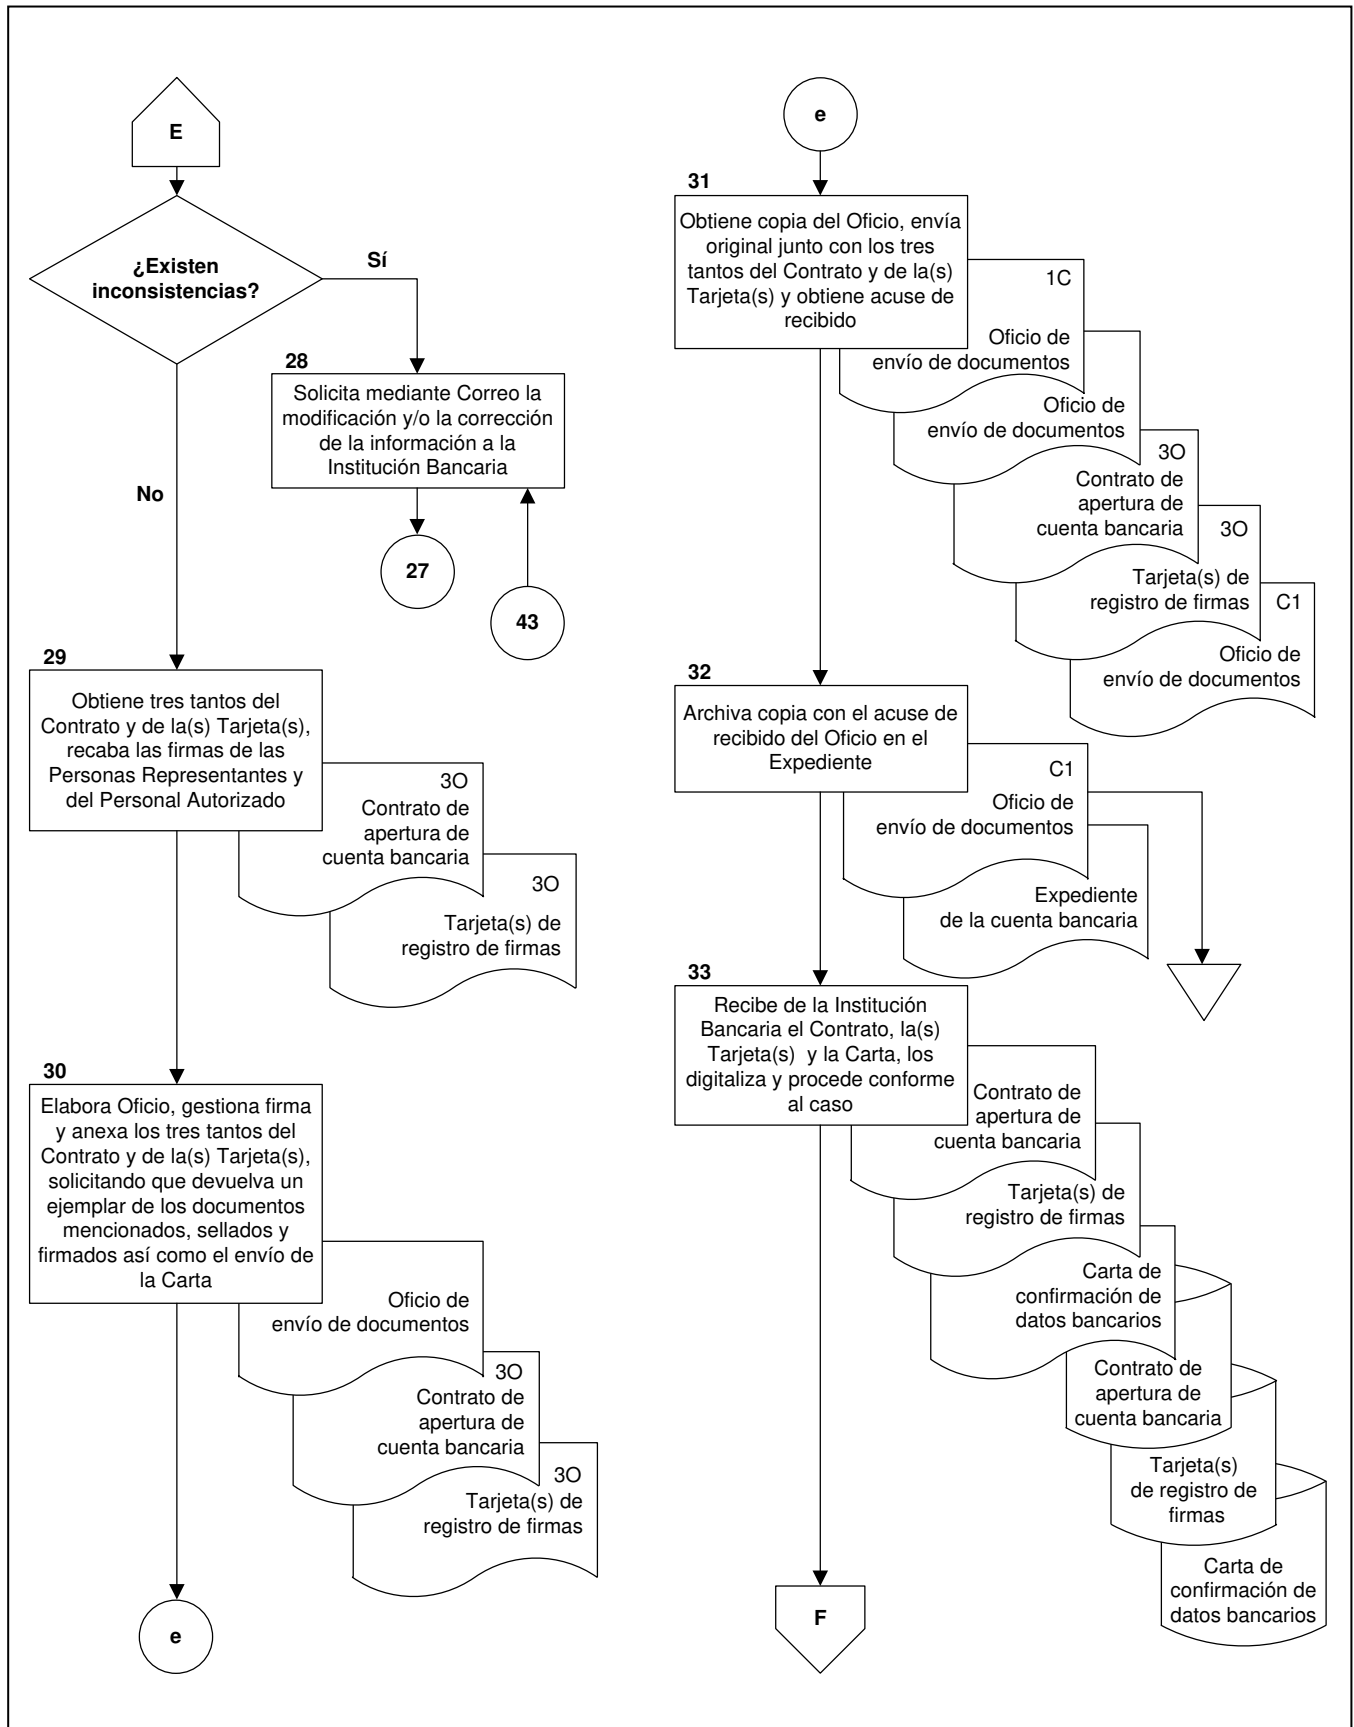 E
¿Existen
inconsistencias?
Sí
No
28
Solicita mediante Correo la
modificación y/o la corrección
de la información a la
Institución Bancaria
27
43
29
Obtiene tres tantos del
Contrato y de la(s) Tarjeta(s),
recaba las firmas de las
Personas Representantes y
del Personal Autorizado
3O
Contrato de
apertura de
cuenta bancaria
3O
Tarjeta(s) de
registro de firmas
30
Elabora Oficio, gestiona firma
y anexa los tres tantos del
Contrato y de la(s) Tarjeta(s),
solicitando que devuelva un
ejemplar de los documentos
mencionados, sellados y
firmados así como el envío de
la Carta
Oficio de
envío de documentos
3O
Contrato de
apertura de
cuenta bancaria
3O
Tarjeta(s) de
registro de firmas
e
e
31
Obtiene copia del Oficio, envía
original junto con los tres
tantos del Contrato y de la(s)
Tarjeta(s) y obtiene acuse de
recibido
1C
Oficio de
envío de documentos
Oficio de
envío de documentos
3O
Contrato de
apertura de
cuenta bancaria
3O
Tarjeta(s) de
registro de firmas
C1
Oficio de
envío de documentos
32
Archiva copia con el acuse de
recibido del Oficio en el
Expediente
C1
Oficio de
envío de documentos
Expediente
de la cuenta bancaria
33
Recibe de la Institución
Bancaria el Contrato, la(s)
Tarjeta(s) y la Carta, los
digitaliza y procede conforme
al caso
Contrato de
apertura de
cuenta bancaria
Tarjeta(s) de
registro de firmas
Carta de
confirmación de
datos bancarios
Contrato de
apertura de
cuenta bancaria
Tarjeta(s)
de registro de
firmas
Carta de
confirmación de
datos bancarios
F